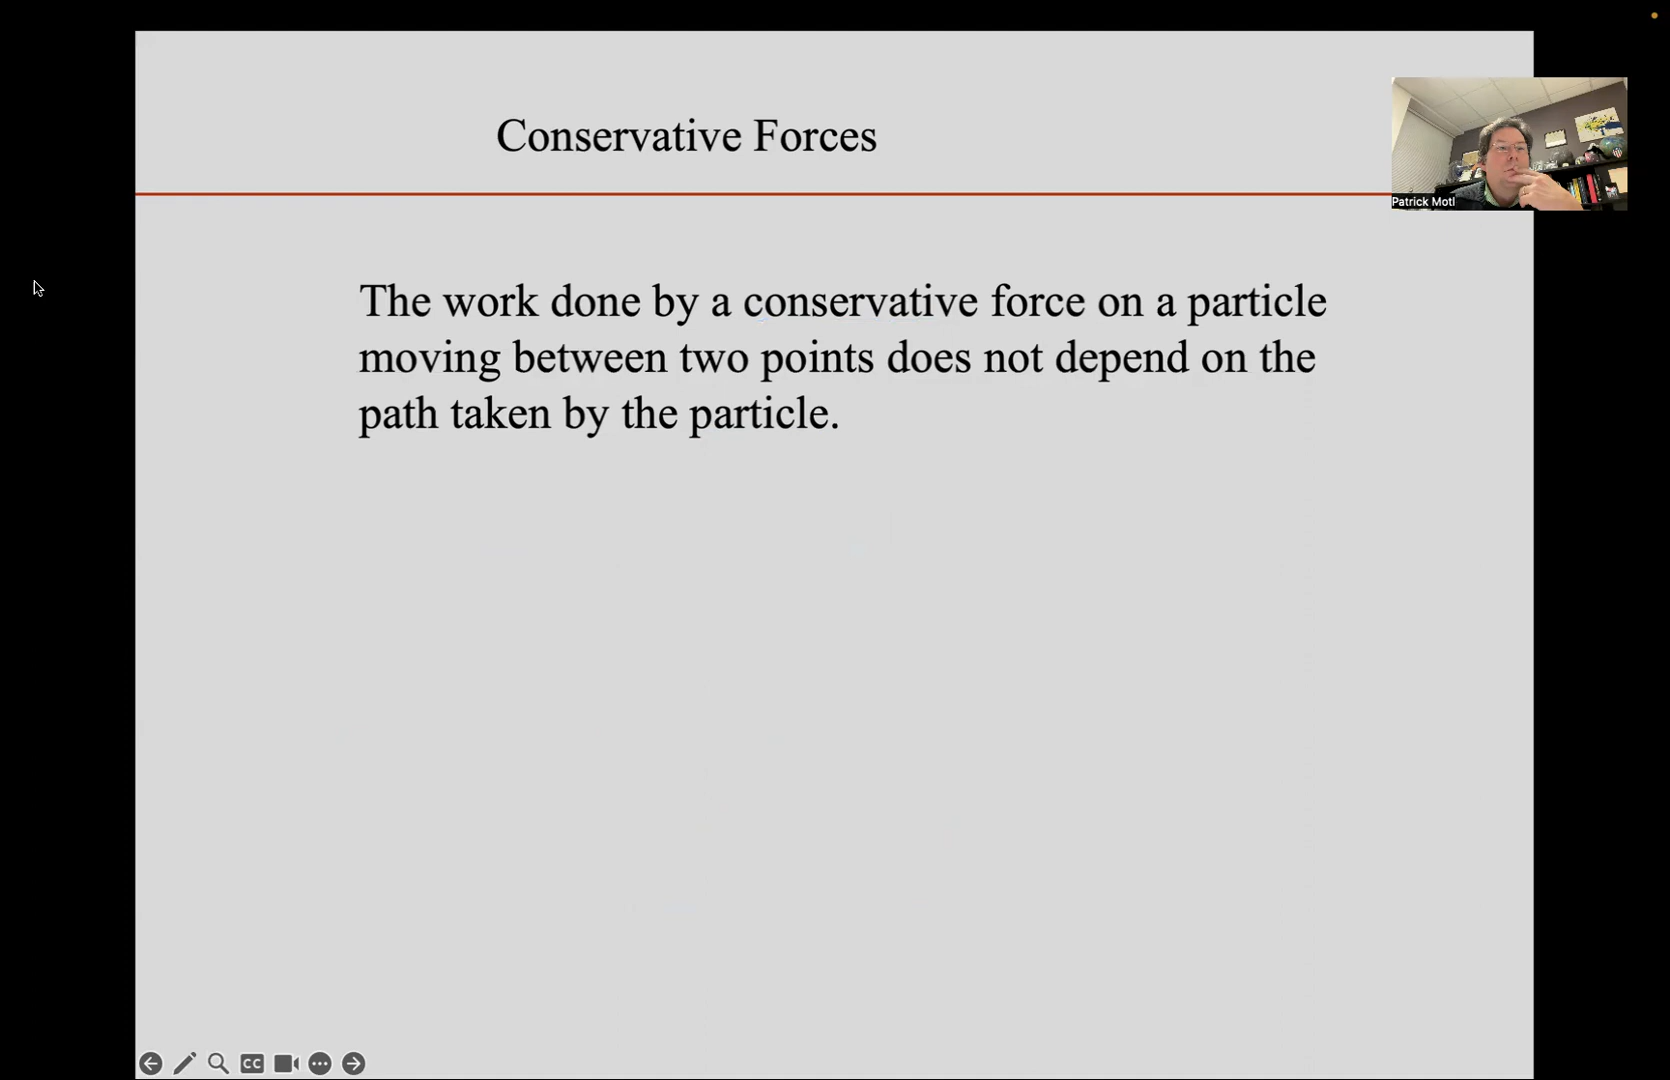 Conservative Forces
Patrick Motl
The work done by a conservative force on a particle
moving between two points does not depend on the
path taken by the particle.
CC